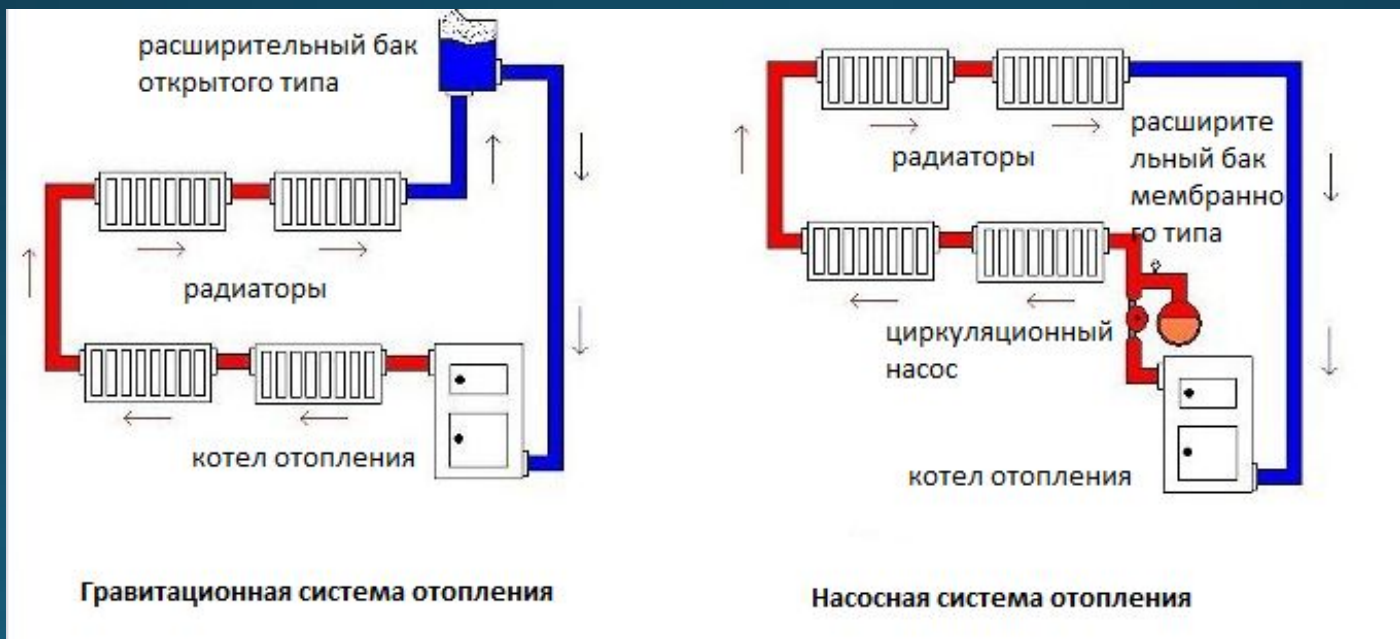 расширительный бак
открытого типа
радиаторы
котел отопления
Гравитационная система отопления
радиаторы
расширите
льный бак
мембранно
го типа
циркуляционный
насос
котел отопления
Насосная система отопления